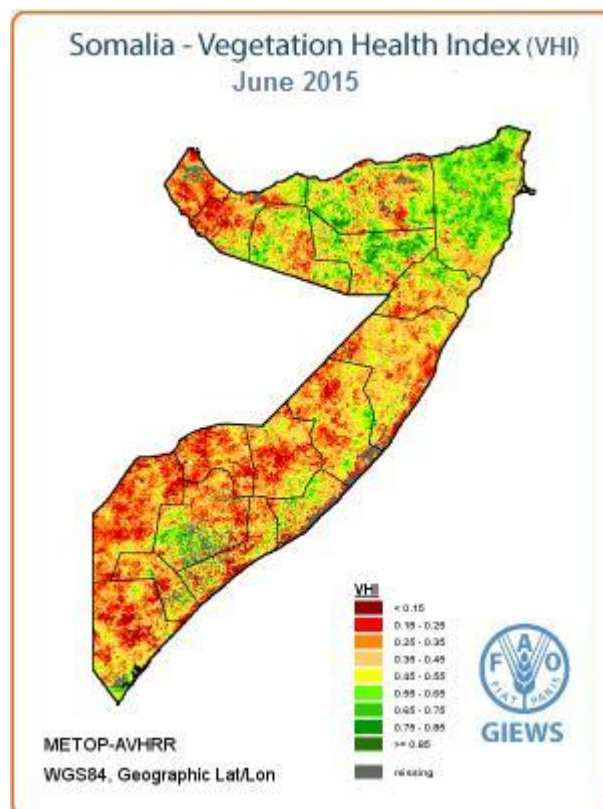 Somalia - Vegetation Health Index (VHI)
June 2015
VHI
< 0.15
0.15 - 0.25
0.25 - 0.35
0.35 - 0.45
0.45 - 0.55
0.55 - 0.65
0.65 - 0.75
0.75 - 0.85
>= 0.85
missing
F A O
FIAT PANIS
GIEWS
METOP-AVHRR
WGS84, Geographic Lat/Lon